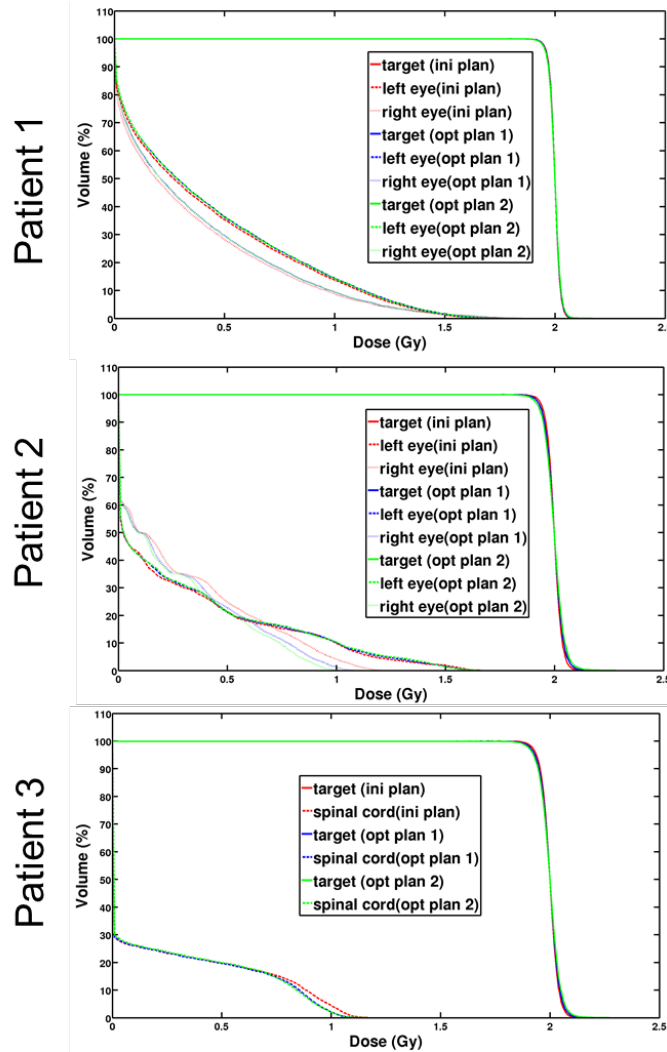 Patient 1
110
100
90
80
70
60
50
40
30
20
10
0
Volume (%)
target (ini plan)
left eye(ini plan)
right eye(ini plan)
target (opt plan 1)
left eye(opt plan 1)
right eye(opt plan 1)
target (opt plan 2)
left eye(opt plan 2)
right eye(opt plan 2)
0 0.5 1 1.5 2 2.5
Dose (Gy)
Patient 2
110
100
90
80
70
60
50
40
30
20
10
0
Volume (%)
target (ini plan)
left eye(ini plan)
right eye(ini plan)
target (opt plan 1)
left eye(opt plan 1)
right eye(opt plan 1)
target (opt plan 2)
left eye(opt plan 2)
right eye(opt plan 2)
0 0.5 1 1.5 2 2.5
Dose (Gy)
Patient 3
110
100
90
80
70
60
50
40
30
20
10
0
Volume (%)
target (ini plan)
spinal cord(ini plan)
target (opt plan 1)
spinal cord(opt plan 1)
target (opt plan 2)
spinal cord(opt plan 2)
0 0.5 1 1.5 2 2.5
Dose (Gy)